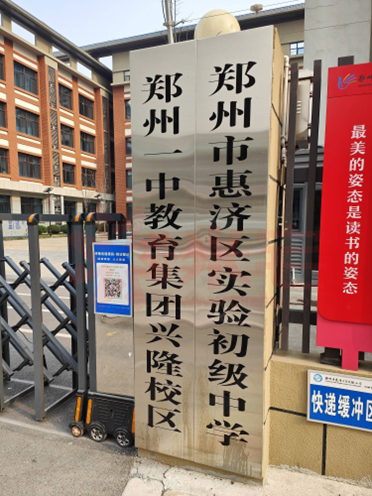 郑州市惠济区实验初级中学
郑州一中教育集团兴隆校区
最美的姿态是读书的姿态
快递缓冲区